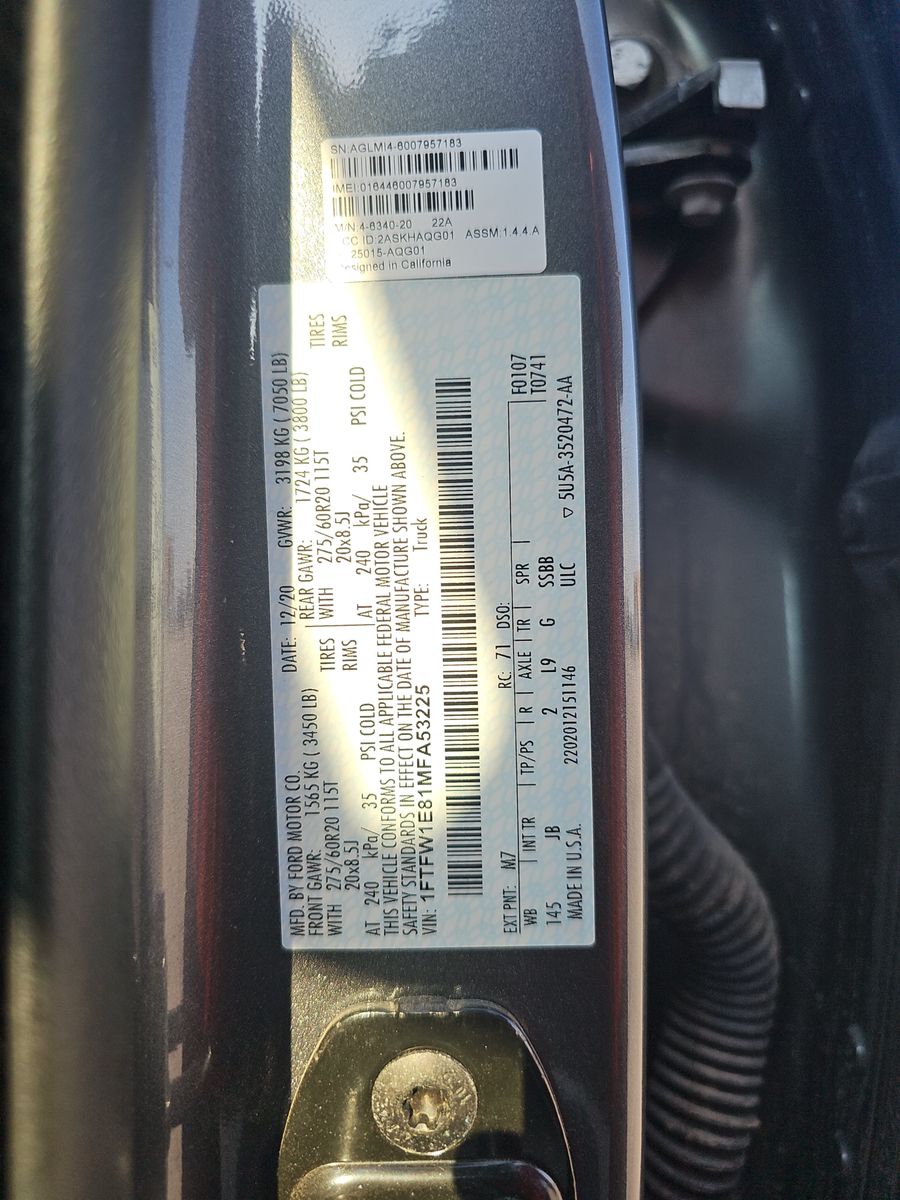 SN:AGLMI4-6007957183
IMEI:016446007957183
M/N:4-6340-20 22A
CC ID:2ASKHAQG01 ASSM:1.4.4.A
25015-AQG01
esigned in California
MFD. BY FORD MOTOR CO. DATE: 12/20 GVWR: 3198 KG ( 7050 LB)
FRONT GAWR: 1565 KG ( 3450 LB) REAR GAWR: 1724 KG ( 3800 LB)
WITH 275/60R20 115T TIRES WITH 275/60R20 115T TIRES
20x8.5J RIMS 20x8.5J RIMS
AT 240 kPa/ 35 PSI COLD AT 240 kPa/ 35 PSI COLD
THIS VEHICLE CONFORMS TO ALL APPLICABLE FEDERAL MOTOR VEHICLE
SAFETY STANDARDS IN EFFECT ON THE DATE OF MANUFACTURE SHOWN ABOVE.
VIN: 1FTFW1E81MFA53225 TYPE: Truck
EXT PNT: M7 RC: 71 DSO: F0107
WB INT TR TP/PS R AXLE TR SPR T0741
145 JB 2 L9 G SSBB
MADE IN U.S.A. 2202012151146 ULC ▽ 5U5A-3520472-AA